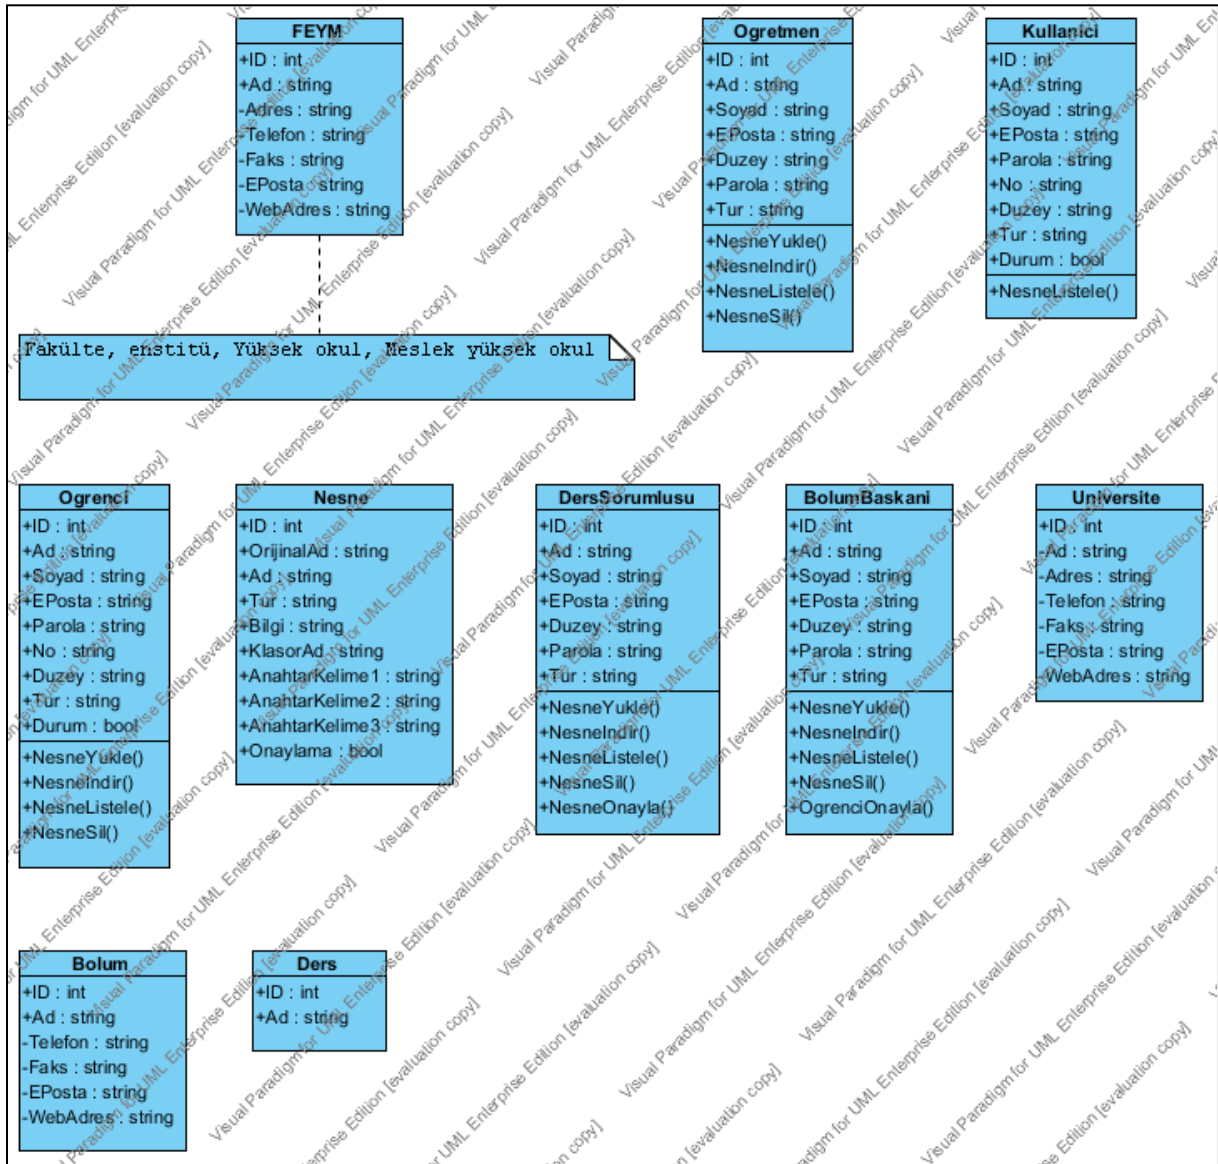 FEYM
+ID : int
+Ad : string
-Adres : string
-Telefon : string
-Faks : string
-EPosta : string
-WebAdres : string
Fakülte, enstitü, Yüksek okul, Meslek yüksek okul
Ogretmen
+ID : int
+Ad : string
+Soyad : string
+EPosta : string
+Duzey : string
+Parola : string
+Tur : string
+NesneYukle()
+NesneIndir()
+NesneListele()
+NesneSil()
Kullanici
+ID : int
+Ad : string
+Soyad : string
+EPosta : string
+Parola : string
+No : string
+Duzey : string
+Tur : string
+Durum : bool
+NesneListele()
Ogrenci
+ID : int
+Ad : string
+Soyad : string
+EPosta : string
+Parola : string
+No : string
+Duzey : string
+Tur : string
+Durum : bool
+NesneYukle()
+NesneIndir()
+NesneListele()
+NesneSil()
Nesne
+ID : int
+OrijinalAd : string
+Ad : string
+Tur : string
+Bilgi : string
+KlasorAd : string
+AnahtarKelime1 : string
+AnahtarKelime2 : string
+AnahtarKelime3 : string
+Onaylama : bool
DersSorumlusu
+ID : int
+Ad : string
+Soyad : string
+EPosta : string
+Duzey : string
+Parola : string
+Tur : string
+NesneYukle()
+NesneIndir()
+NesneListele()
+NesneSil()
+NesneOnayla()
BolumBaskani
+ID : int
+Ad : string
+Soyad : string
+EPosta : string
+Duzey : string
+Parola : string
+Tur : string
+NesneYukle()
+NesneIndir()
+NesneListele()
+NesneSil()
+OgrenciOnayla()
Universite
+ID : int
-Ad : string
-Adres : string
-Telefon : string
-Faks : string
-EPosta : string
-WebAdres : string
Bolum
+ID : int
+Ad : string
-Telefon : string
-Faks : string
-EPosta : string
-WebAdres : string
Ders
+ID : int
+Ad : string
Visual Paradigm for UML Enterprise Edition [evaluation copy]